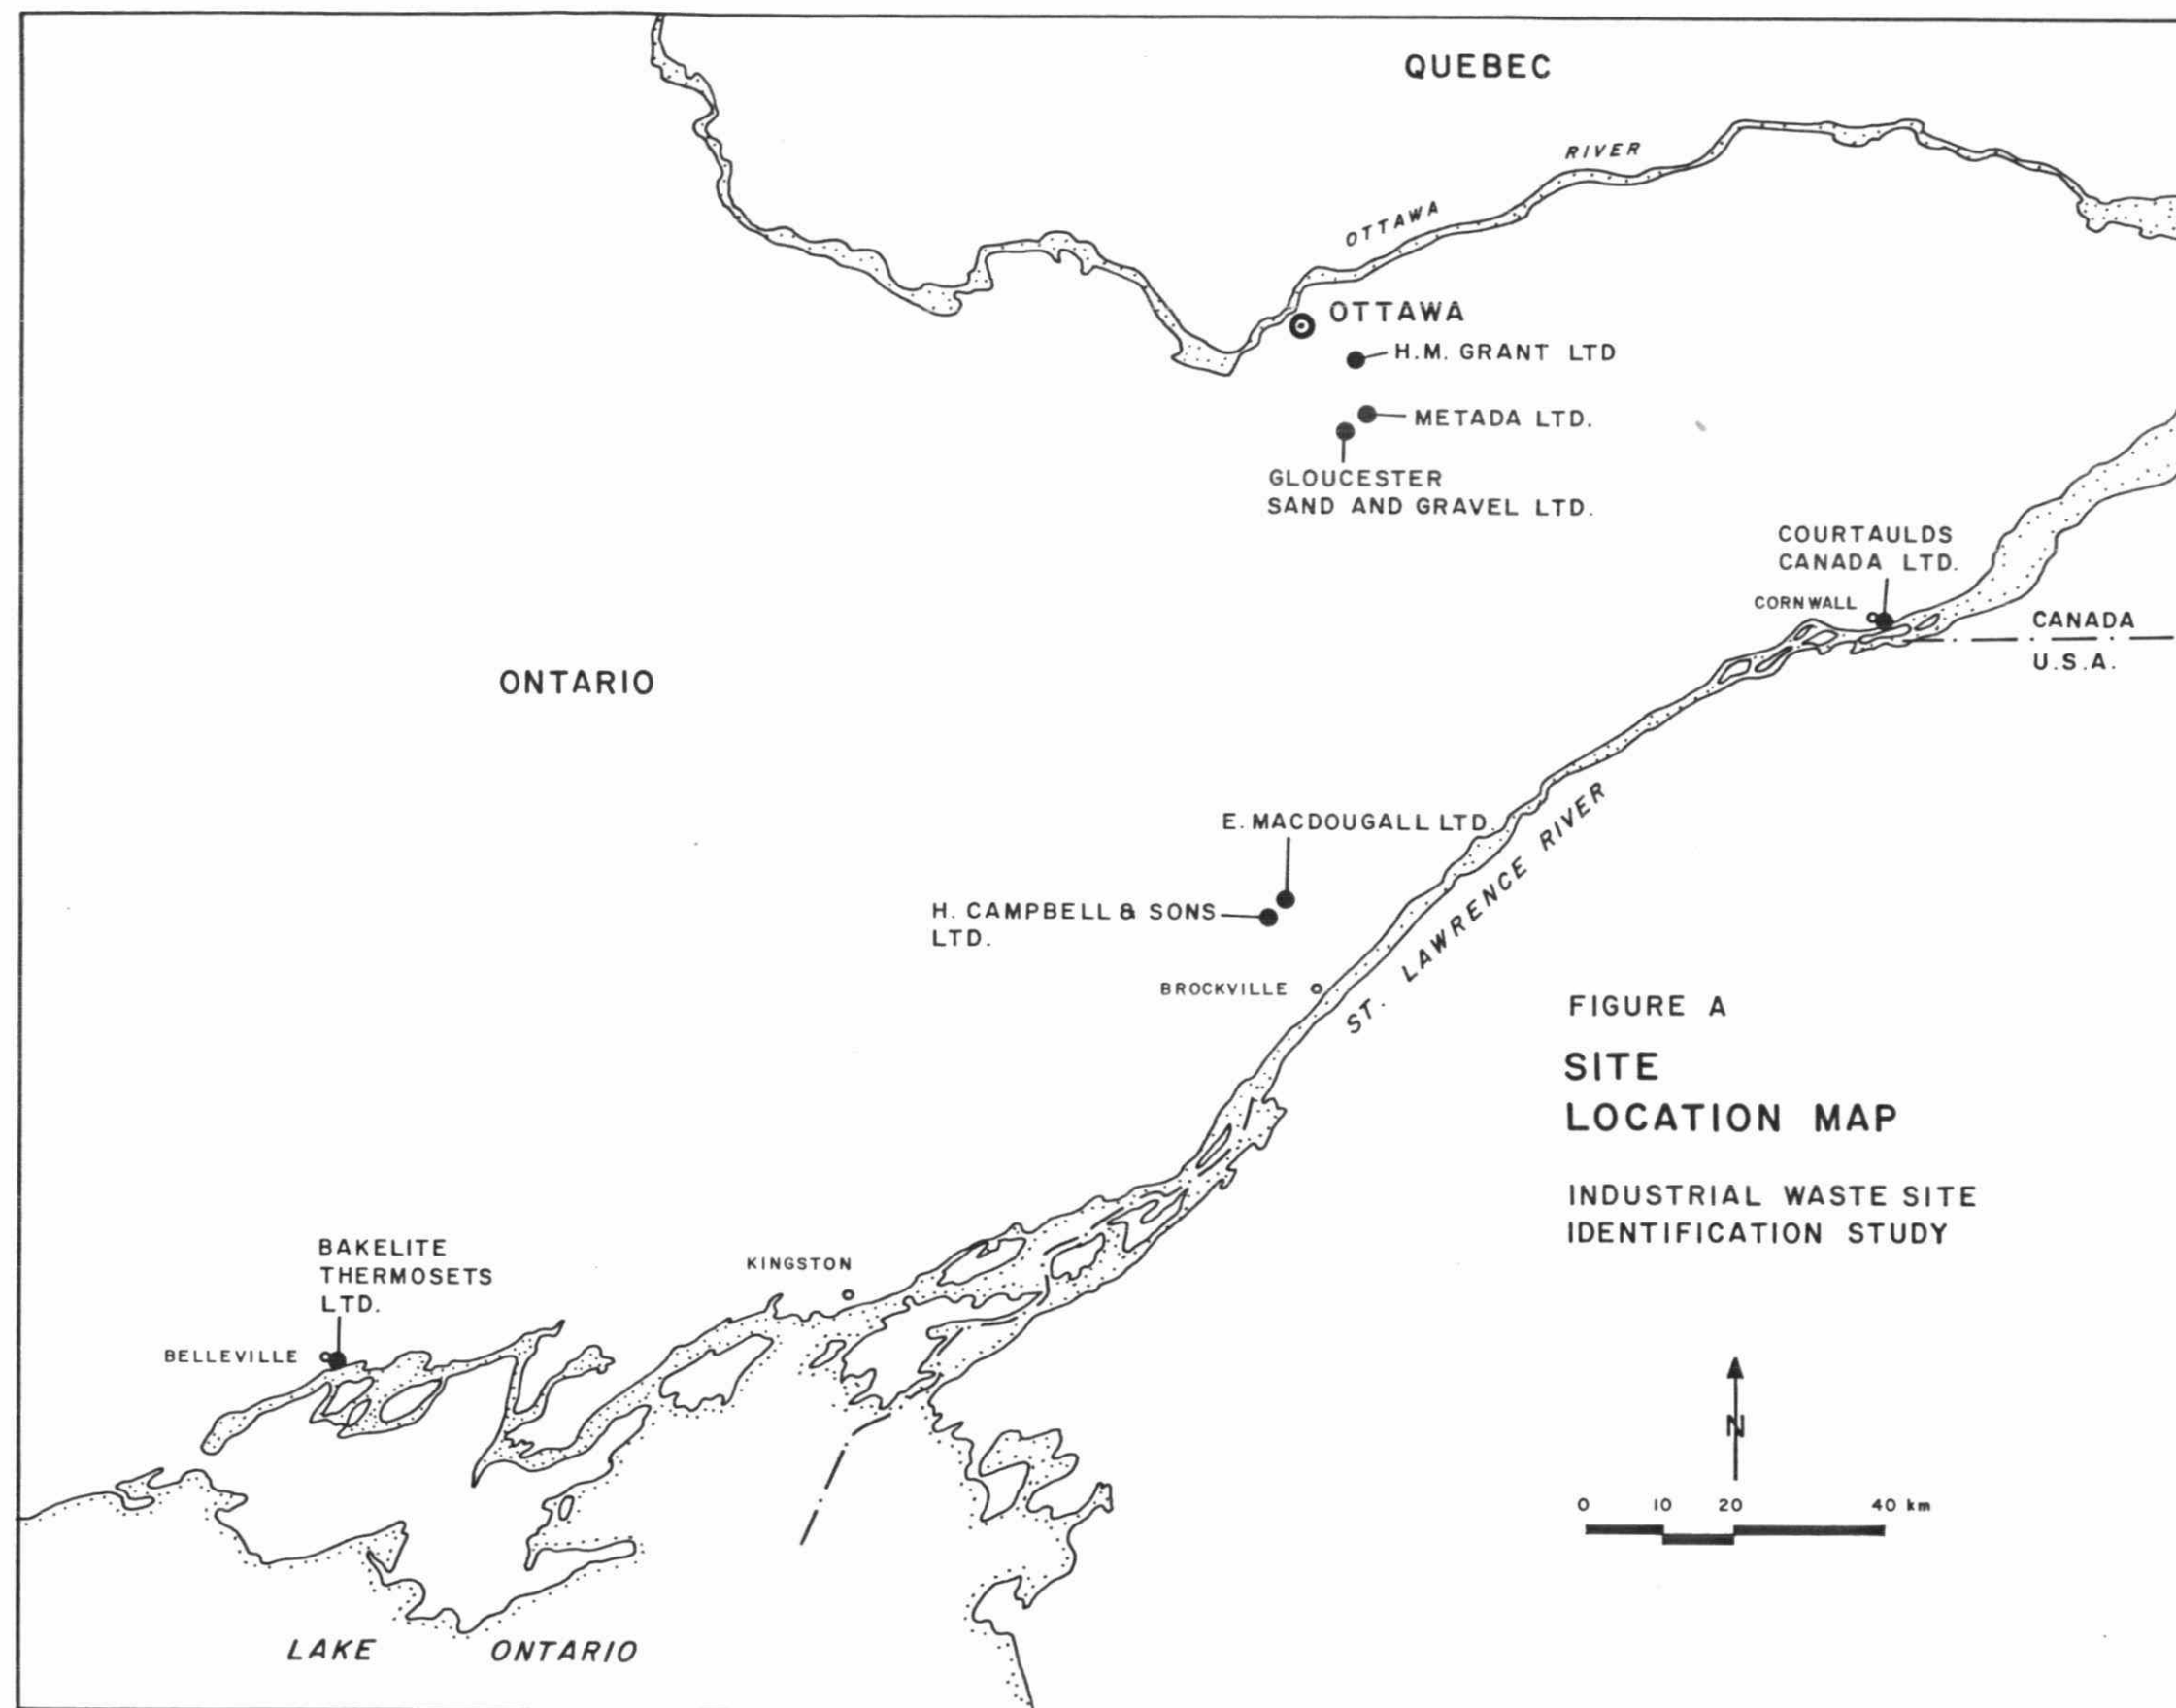 QUEBEC
RIVER
OTTAWA
OTTAWA
H.M. GRANT LTD
METADA LTD.
GLOUCESTER
SAND AND GRAVEL LTD.
COURTAULDS
CANADA LTD.
CORNWALL
CANADA
U.S.A.
ONTARIO
E. MACDOUGALL LTD.
H. CAMPBELL & SONS
LTD.
BROCKVILLE
ST. LAWRENCE RIVER
FIGURE A
SITE
LOCATION MAP
INDUSTRIAL WASTE SITE
IDENTIFICATION STUDY
BAKELITE
THERMOSETS
LTD.
KINGSTON
BELLEVILLE
N
0 10 20 40 km
LAKE ONTARIO